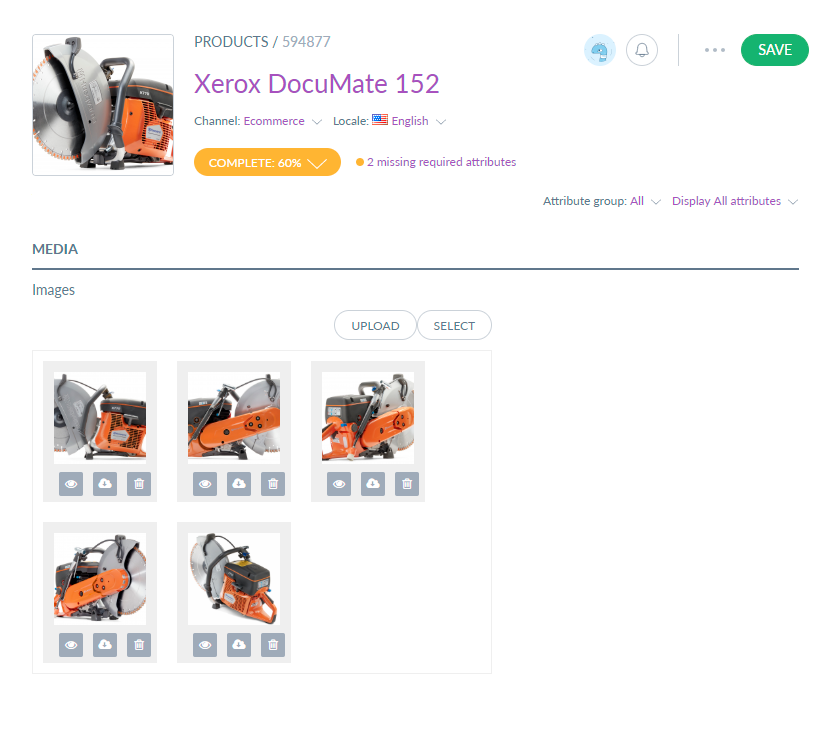 PRODUCTS / 594877
SAVE
Xerox DocuMate 152
Channel: Ecommerce Locale: English
COMPLETE: 60% 2 missing required attributes
Attribute group: All Display All attributes
MEDIA
Images
UPLOAD SELECT